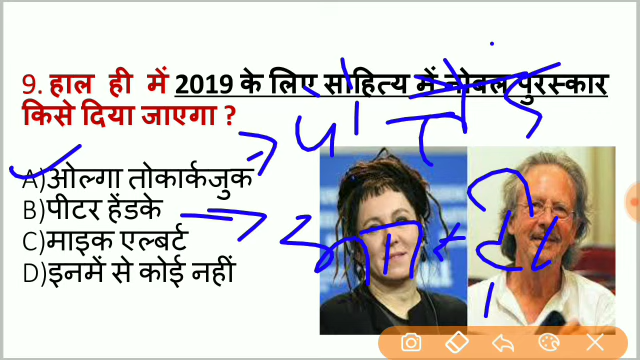 9. हाल ही में 2019 के लिए साहित्य में नोबेल पुरस्कार
किसे दिया जाएगा ?
A)ओल्गा तोकार्कजुक
B)पीटर हेंडके
C)माइक एल्बर्ट
D)इनमें से कोई नहीं